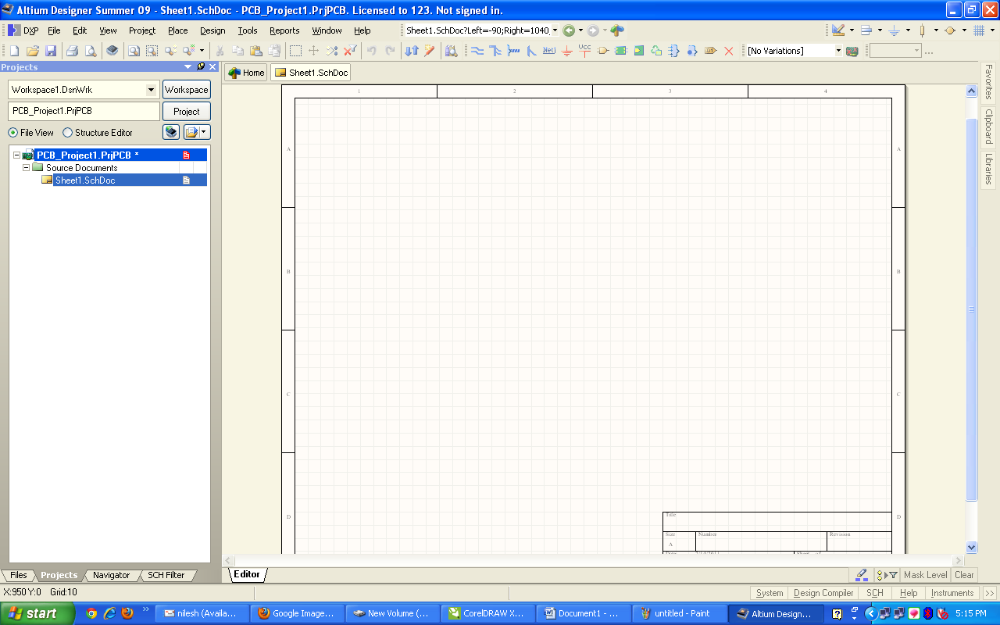 Altium Designer Summer 09 - Sheet1.SchDoc - PCB_Project1.PrjPCB. Licensed to 123. Not signed in.
DXP File Edit View Project Place Design Tools Reports Window Help Sheet1.SchDoc?Left=-90;Right=1040,
Net Vcc D1 [No Variations] ...
Projects
Home Sheet1.SchDoc
Workspace1.DsnWrk Workspace
PCB_Project1.PrjPCB Project
File View Structure Editor
PCB_Project1.PrjPCB *
Source Documents
Sheet1.SchDoc
1 2 3 4
A A
B B
C C
D D
Title
Size Number Revision
A
Date Sheet of
Favorites
Clipboard
Libraries
Editor
Mask Level Clear
Files Projects Navigator SCH Filter
X:950 Y:0 Grid:10
System Design Compiler SCH Help Instruments >>
start nilesh (Availa... Google Image... New Volume (... CorelDRAW X... Document1 - ... untitled - Paint Altium Design... 5:15 PM